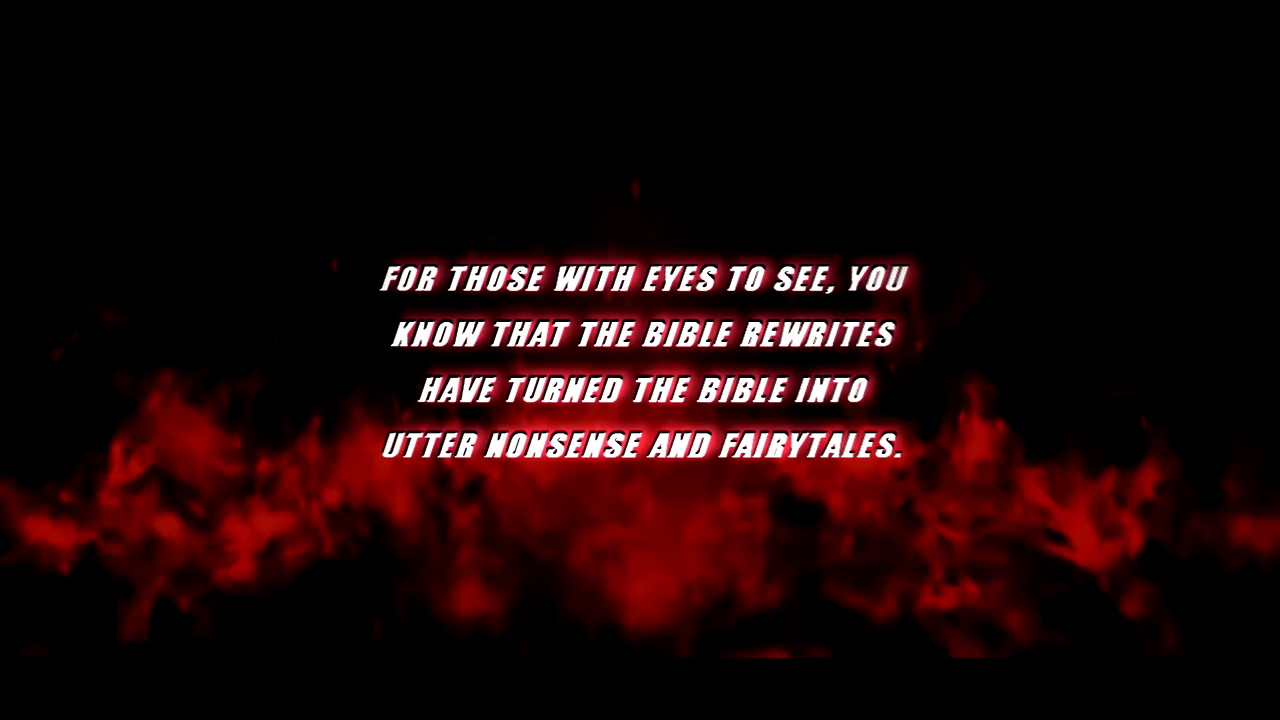 FOR THOSE WITH EYES TO SEE, YOU
KNOW THAT THE BIBLE REWRITES
HAVE TURNED THE BIBLE INTO
UTTER NONSENSE AND FAIRYTALES.